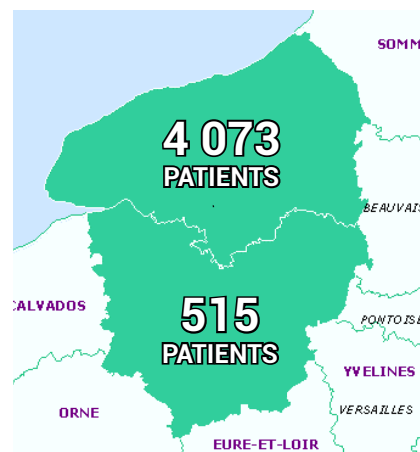 SOMM
4 073
PATIENTS
BEAUVAIS
CALVADOS
515
PATIENTS
PONTOISE
YVELINES
ORNE
VERSAILLES
EURE-ET-LOIR